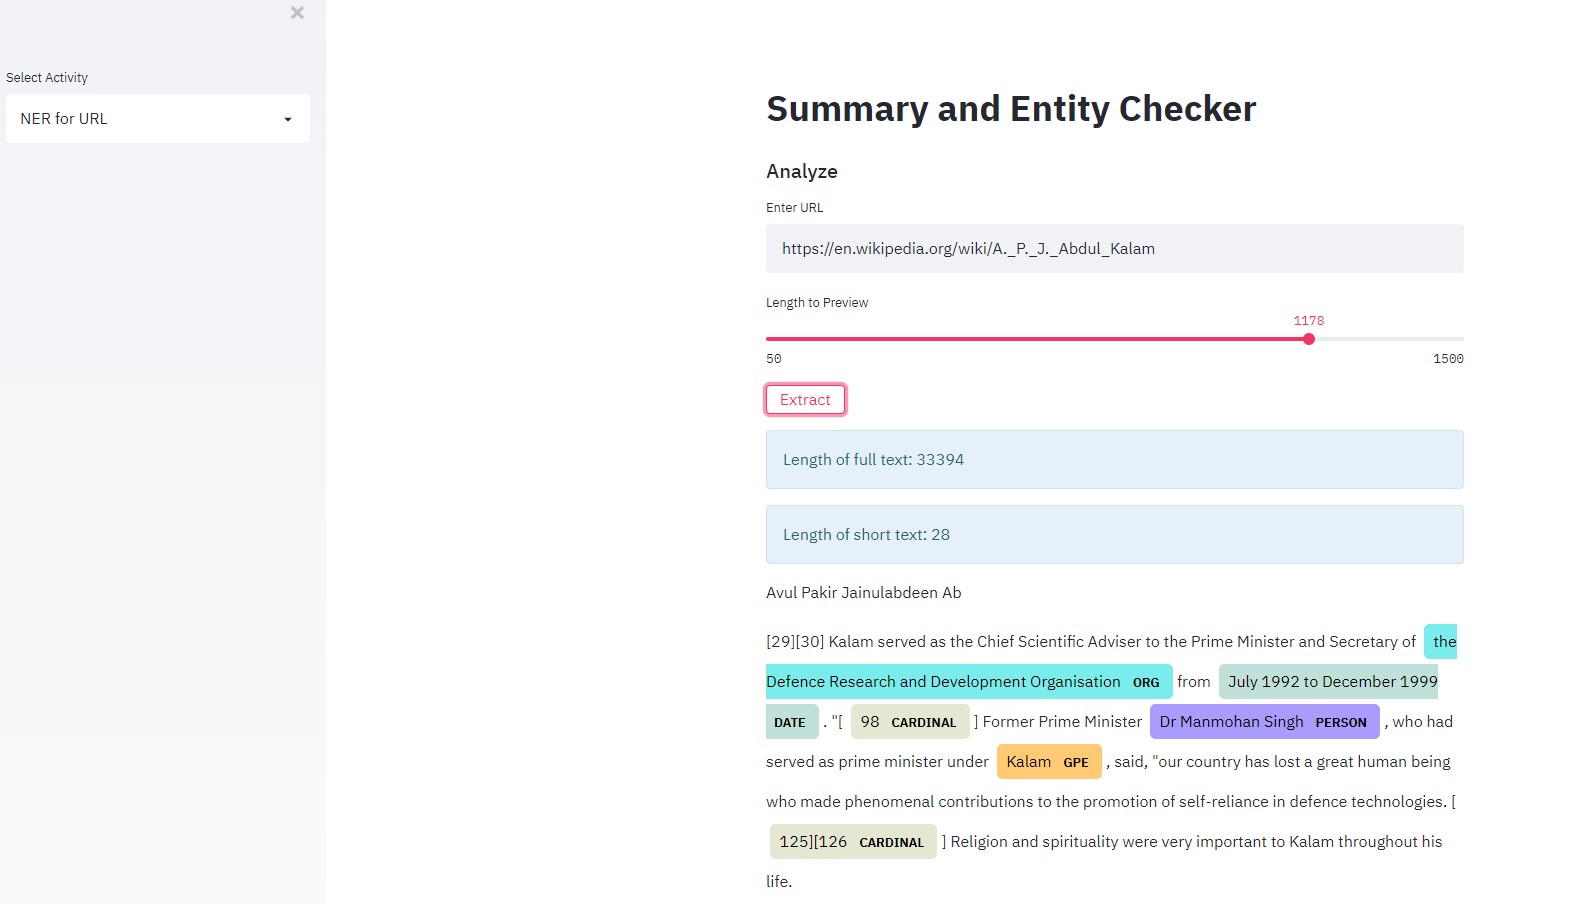 ×
Select Activity
NER for URL
Summary and Entity Checker
Analyze
Enter URL
https://en.wikipedia.org/wiki/A._P._J._Abdul_Kalam
Length to Preview
1178
50 1500
Extract
Length of full text: 33394
Length of short text: 28
Avul Pakir Jainulabdeen Ab
[29][30] Kalam served as the Chief Scientific Adviser to the Prime Minister and Secretary of the
Defence Research and Development Organisation ORG from July 1992 to December 1999
DATE . "[ 98 CARDINAL ] Former Prime Minister Dr Manmohan Singh PERSON , who had
served as prime minister under Kalam GPE , said, "our country has lost a great human being
who made phenomenal contributions to the promotion of self-reliance in defence technologies. [
125][126 CARDINAL ] Religion and spirituality were very important to Kalam throughout his
life.